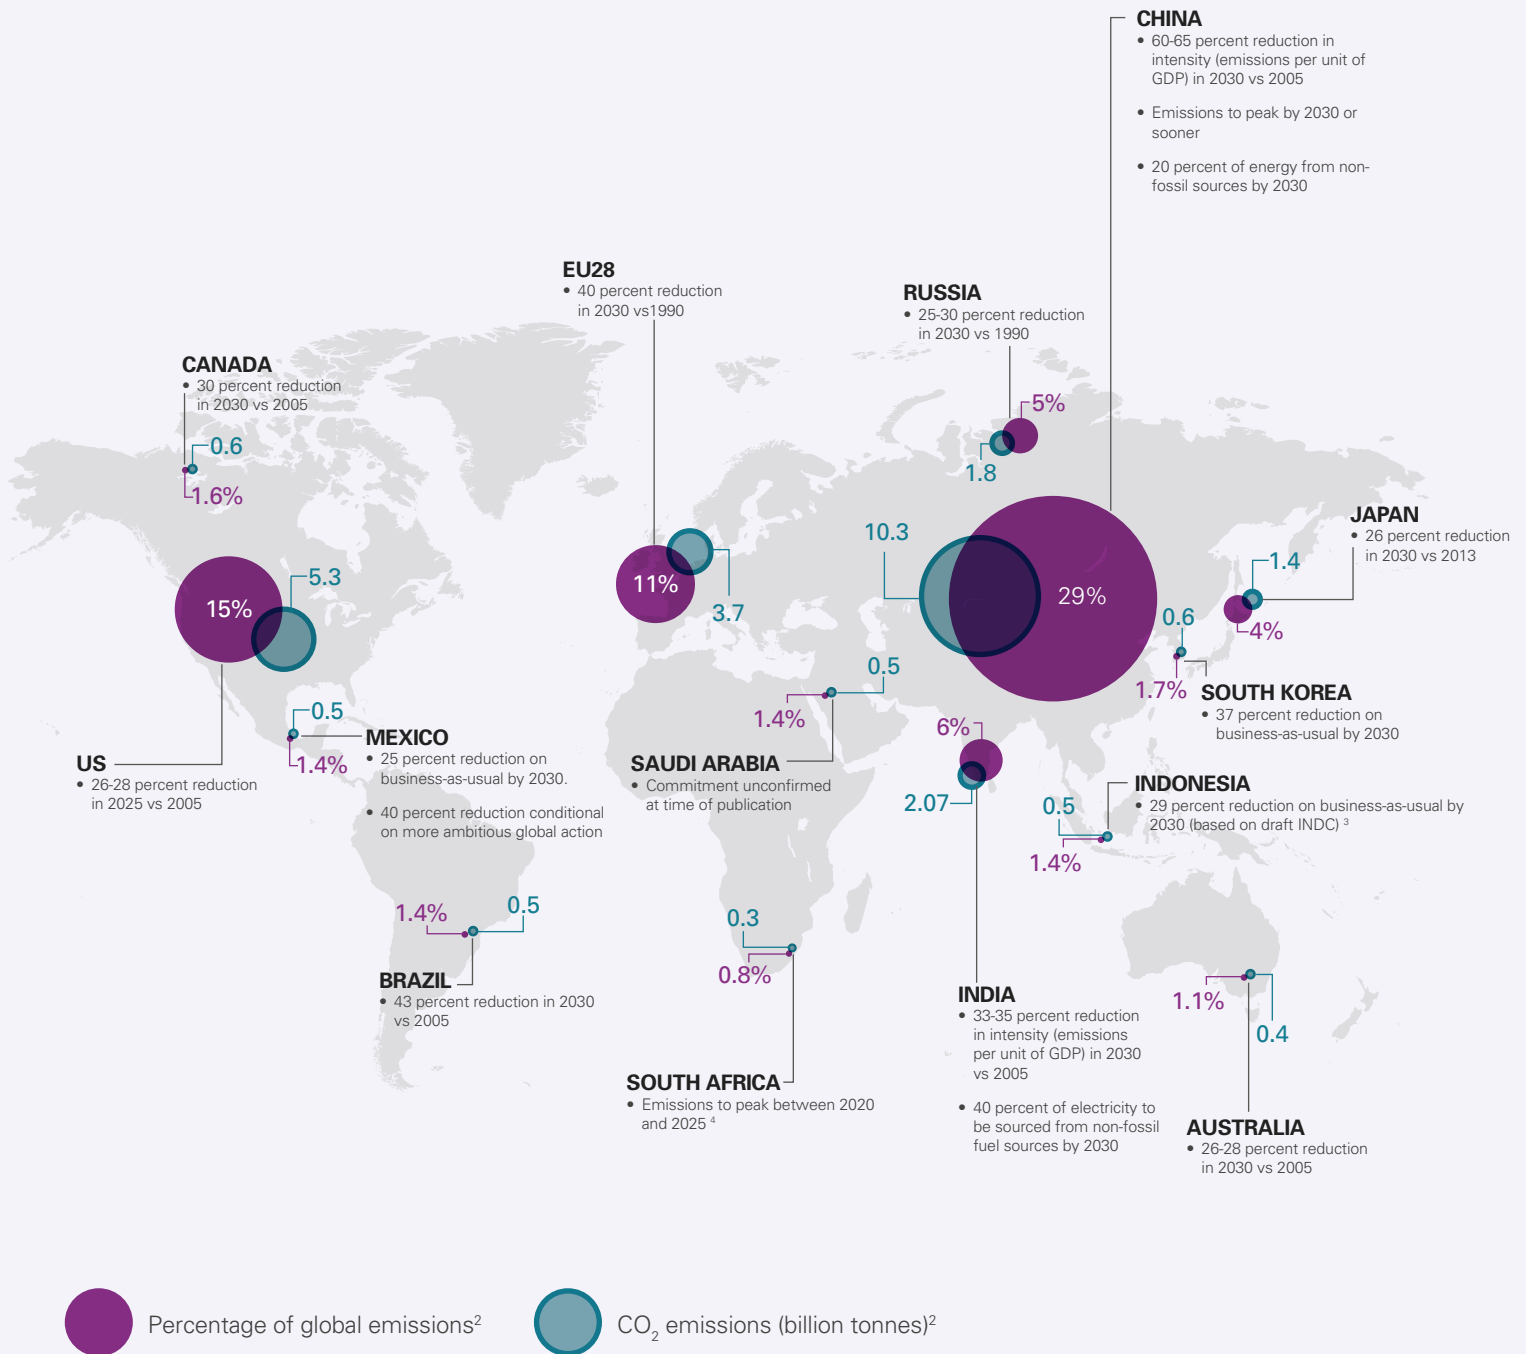 CHINA
• 60-65 percent reduction in
intensity (emissions per unit of
GDP) in 2030 vs 2005
• Emissions to peak by 2030 or
sooner
• 20 percent of energy from non-
fossil sources by 2030
EU28
• 40 percent reduction
in 2030 vs1990
RUSSIA
• 25-30 percent reduction
in 2030 vs 1990
5%
1.8
CANADA
• 30 percent reduction
in 2030 vs 2005
0.6
1.6%
15%
5.3
11%
3.7
10.3
29%
JAPAN
• 26 percent reduction
in 2030 vs 2013
1.4
4%
0.6
1.7%
SOUTH KOREA
• 37 percent reduction on
business-as-usual by 2030
US
• 26-28 percent reduction
in 2025 vs 2005
0.5
1.4%
MEXICO
• 25 percent reduction on
business-as-usual by 2030.
• 40 percent reduction conditional
on more ambitious global action
0.5
1.4%
SAUDI ARABIA
• Commitment unconfirmed
at time of publication
6%
2.07
INDONESIA
• 29 percent reduction on business-as-usual by
2030 (based on draft INDC) 3
0.5
1.4%
1.4%
0.5
BRAZIL
• 43 percent reduction in 2030
vs 2005
0.3
0.8%
SOUTH AFRICA
• Emissions to peak between 2020
and 2025 4
INDIA
• 33-35 percent reduction
in intensity (emissions
per unit of GDP) in 2030
vs 2005
• 40 percent of electricity to
be sourced from non-fossil
fuel sources by 2030
1.1%
0.4
AUSTRALIA
• 26-28 percent reduction
in 2030 vs 2005
Percentage of global emissions2
CO2 emissions (billion tonnes)2